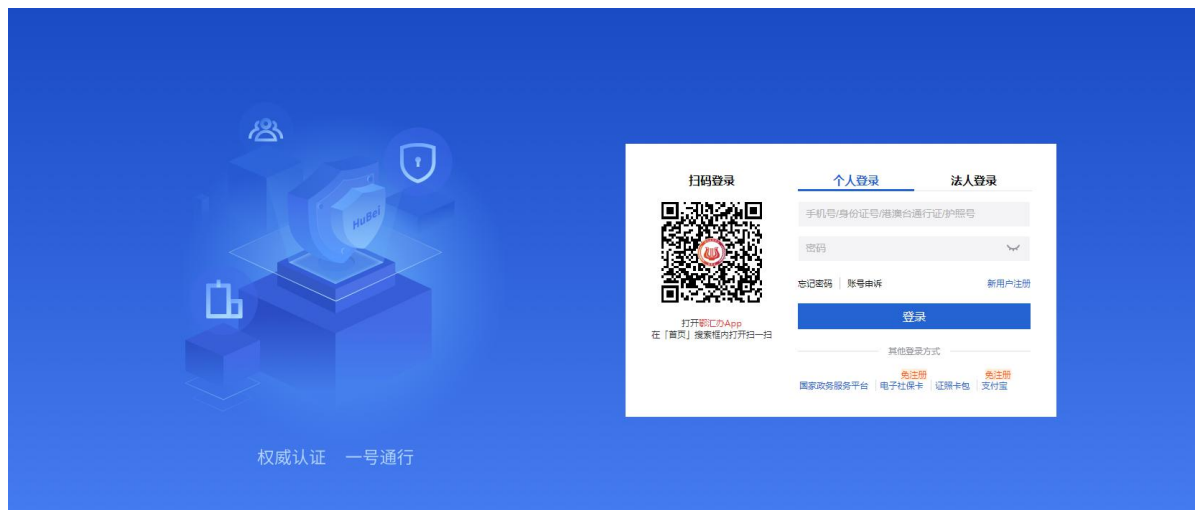 HuBei
权威认证 一号通行
扫码登录
打开鄂汇办App
在「首页」搜索框内打开扫一扫
个人登录 法人登录
手机号/身份证号/港澳台通行证/护照号
密码
忘记密码 账号申诉 新用户注册
登录
其他登录方式
免注册 免注册
国家政务服务平台 电子社保卡 证照卡包 支付宝